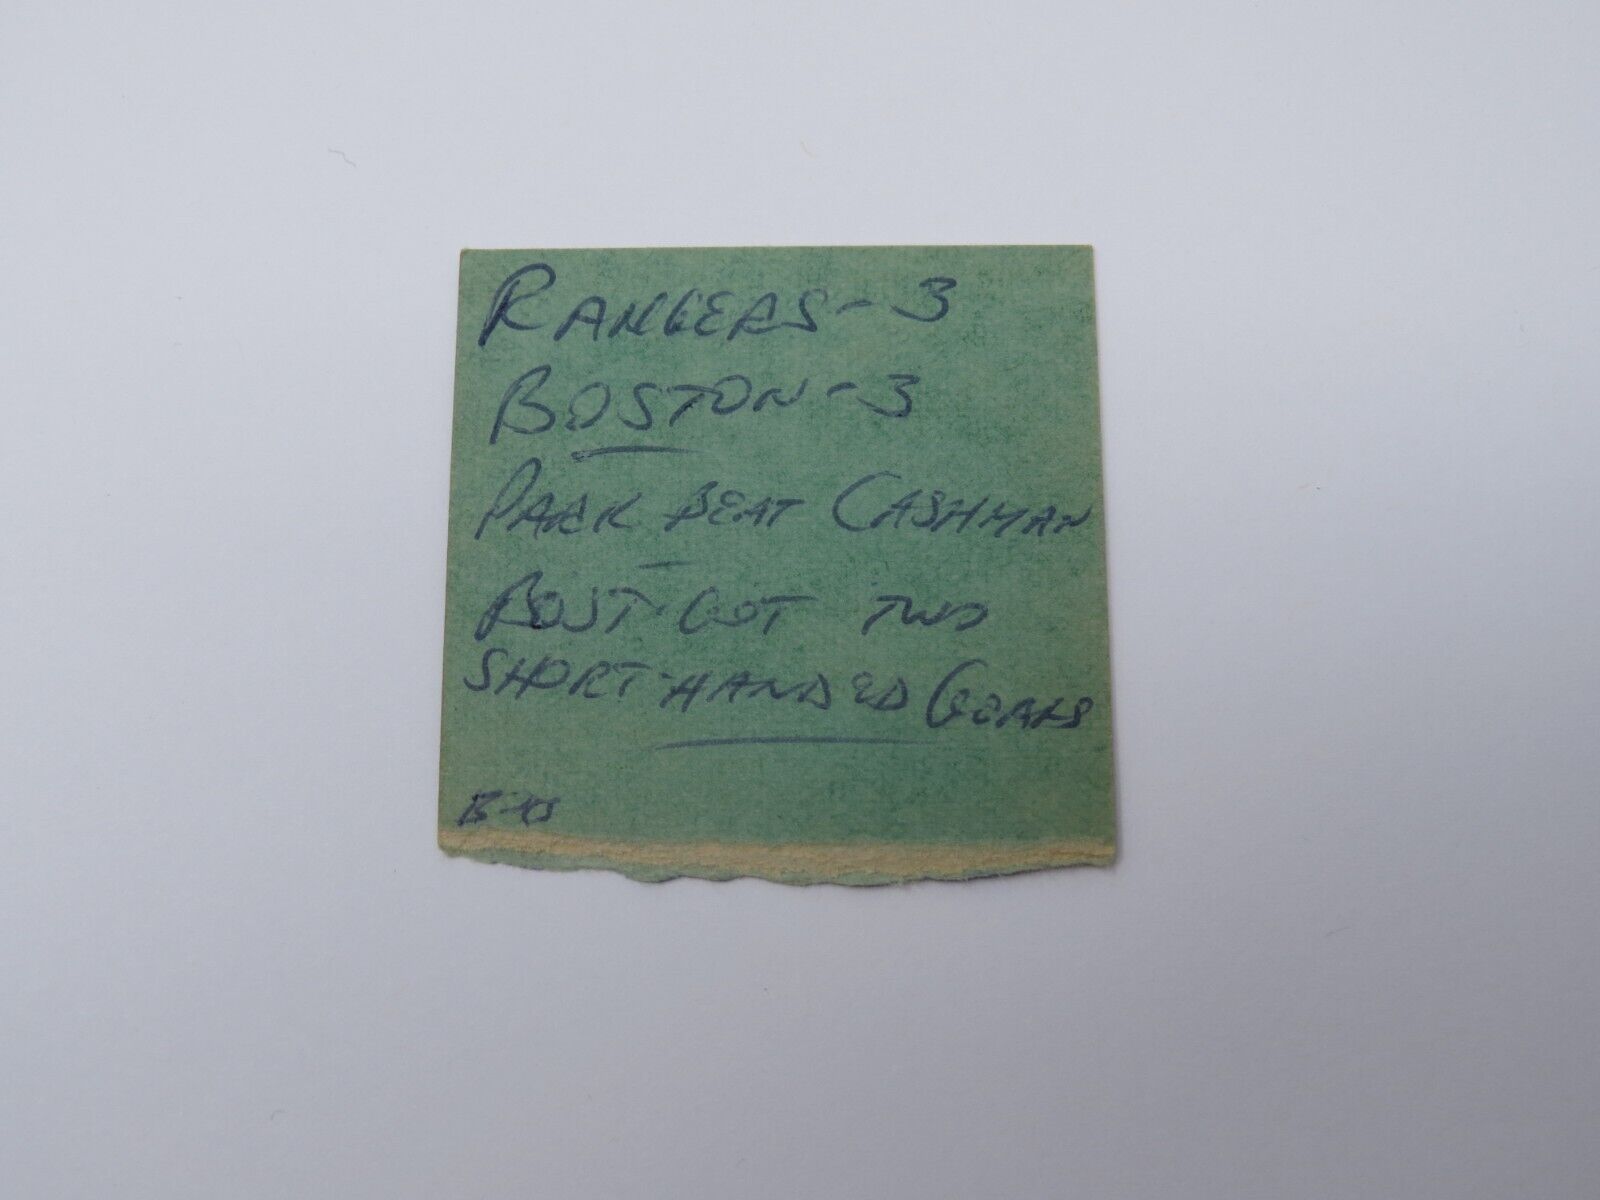 RANGERS-3
BOSTON-3
PARK BEAT CASHMAN
BOST. GOT TWO
SHORT-HANDED GOALS